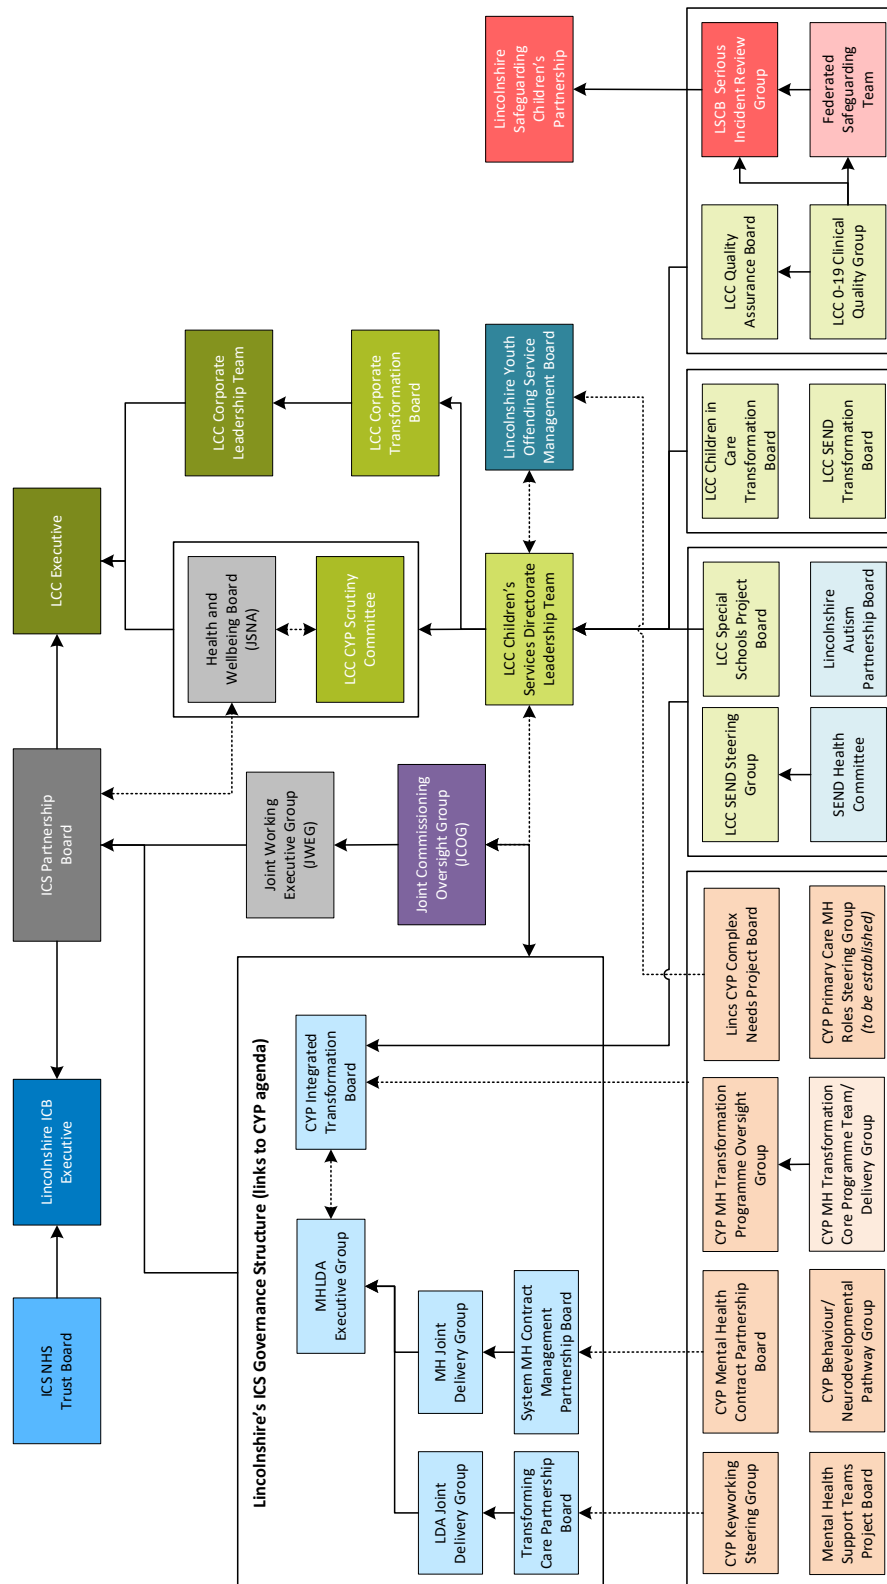 ICS NHS
Trust Board
Lincolnshire ICB
Executive
ICS Partnership
Board
LCC Executive
Lincolnshire’s ICS Governance Structure (links to CYP agenda)
MHLDA
Executive Group
CYP Integrated
Transformation
Board
LDA Joint
Delivery Group
MH Joint
Delivery Group
Transforming
Care Partnership
Board
System MH Contract
Management
Partnership Board
Joint Working
Executive Group
(JWEG)
Joint Commissioning
Oversight Group
(JCOG)
Health and
Wellbeing Board
(JSNA)
LCC CYP Scrutiny
Committee
LCC Corporate
Leadership Team
LCC Corporate
Transformation
Board
LCC Children’s
Services Directorate
Leadership Team
Lincolnshire Youth
Offending Service
Management Board
Lincolnshire
Safeguarding
Children’s
Partnership
CYP Keyworking
Steering Group
CYP Mental Health
Contract Partnership
Board
CYP MH Transformation
Programme Oversight
Group
Lincs CYP Complex
Needs Project Board
Mental Health
Support Teams
Project Board
CYP Behaviour/
Neurodevelopmental
Pathway Group
CYP MH Transformation
Core Programme Team/
Delivery Group
CYP Primary Care MH
Roles Steering Group
(to be established)
LCC SEND Steering
Group
LCC Special
Schools Project
Board
SEND Health
Committee
Lincolnshire
Autism
Partnership Board
LCC Children in
Care
Transformation
Board
LCC SEND
Transformation
Board
LCC Quality
Assurance Board
LSCB Serious
Incident Review
Group
LCC 0-19 Clinical
Quality Group
Federated
Safeguarding
Team